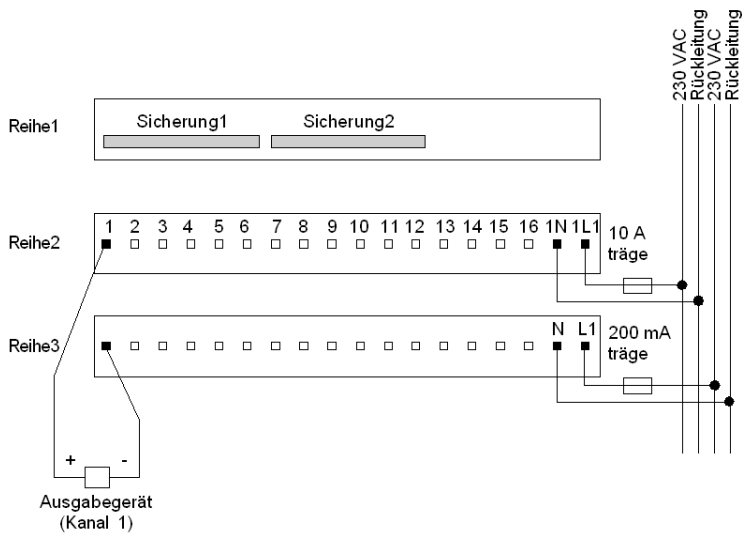 230 VAC
Rückleitung
230 VAC
Rückleitung
Reihe1
Sicherung1
Sicherung2
Reihe2
1 2 3 4 5 6 7 8 9 10 11 12 13 14 15 16 1N 1L1
10 A
träge
Reihe3
N L1
200 mA
träge
+ -
Ausgabegerät
(Kanal 1)